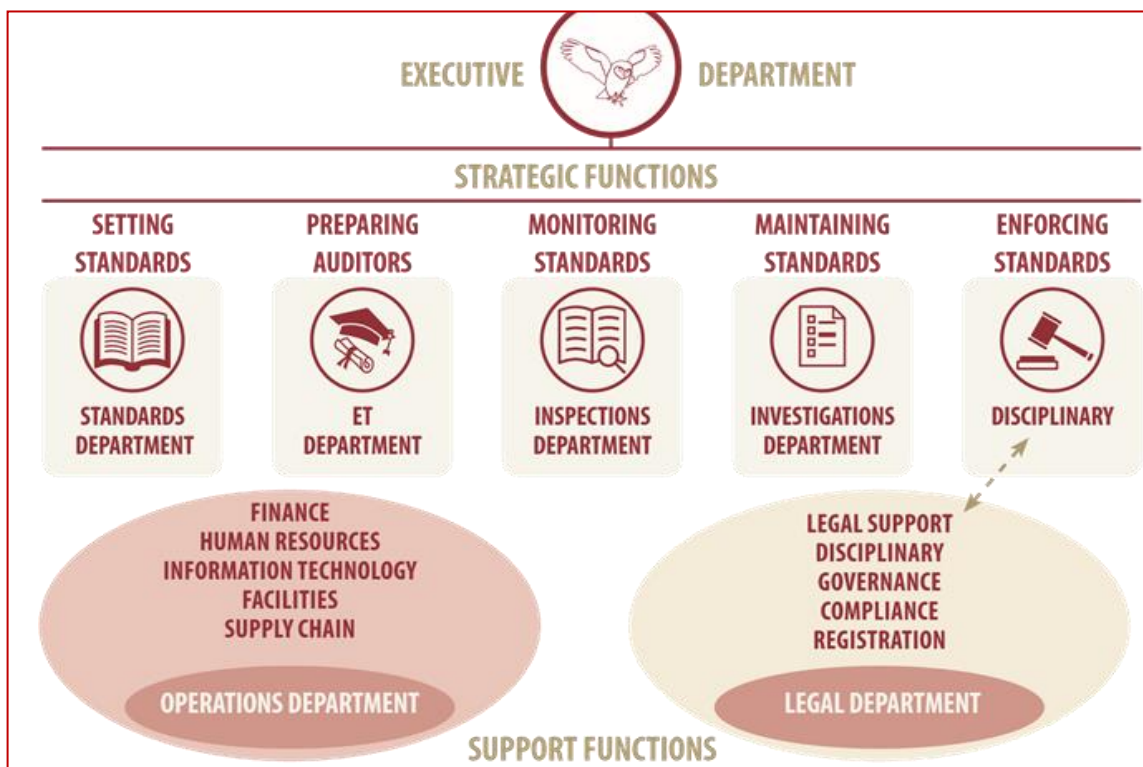 EXECUTIVE DEPARTMENT
STRATEGIC FUNCTIONS
SETTING
STANDARDS
STANDARDS
DEPARTMENT
PREPARING
AUDITORS
ET
DEPARTMENT
MONITORING
STANDARDS
INSPECTIONS
DEPARTMENT
MAINTAINING
STANDARDS
INVESTIGATIONS
DEPARTMENT
ENFORCING
STANDARDS
DISCIPLINARY
FINANCE
HUMAN RESOURCES
INFORMATION TECHNOLOGY
FACILITIES
SUPPLY CHAIN
OPERATIONS DEPARTMENT
LEGAL SUPPORT
DISCIPLINARY
GOVERNANCE
COMPLIANCE
REGISTRATION
LEGAL DEPARTMENT
SUPPORT FUNCTIONS